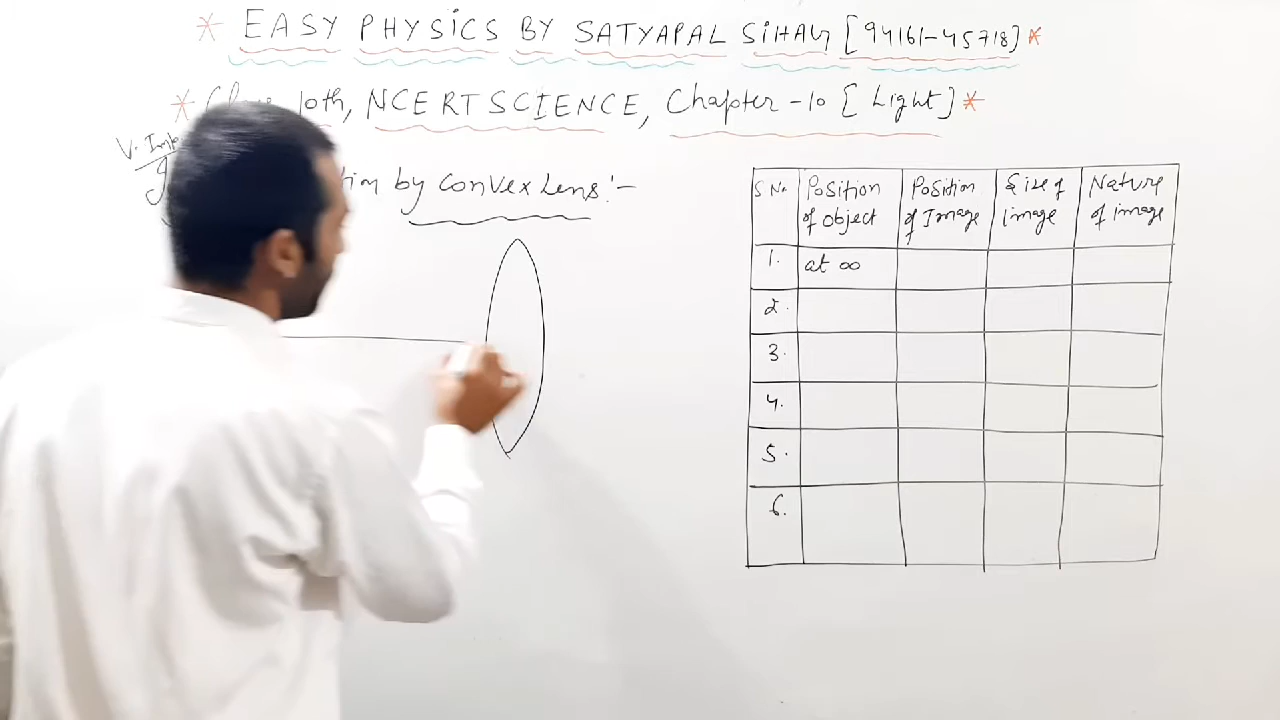 * EASY PHYSICS BY SATYAPAL SIHAG [94161-45718] *
* 10th, NCERT SCIENCE, Chapter-10 [Light] *
V. Imp
by Convex Lens:-
S No Position of object Position of Image Size of image Nature of image
1. at ∞
2.
3.
4.
5.
6.